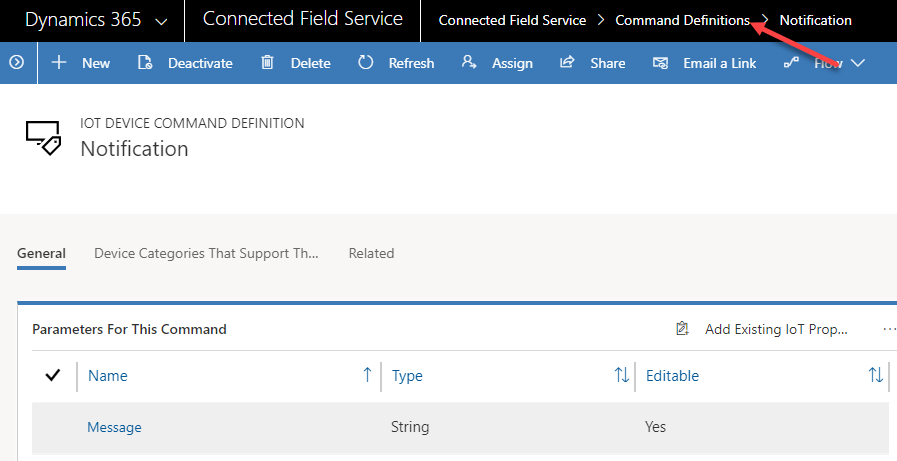 Dynamics 365 Connected Field Service Connected Field Service > Command Definitions > Notification
New Deactivate Delete Refresh Assign Share Email a Link Flow
IOT DEVICE COMMAND DEFINITION
Notification
General Device Categories That Support Th... Related
Parameters For This Command Add Existing IoT Prop... ...
Name Type Editable
Message String Yes